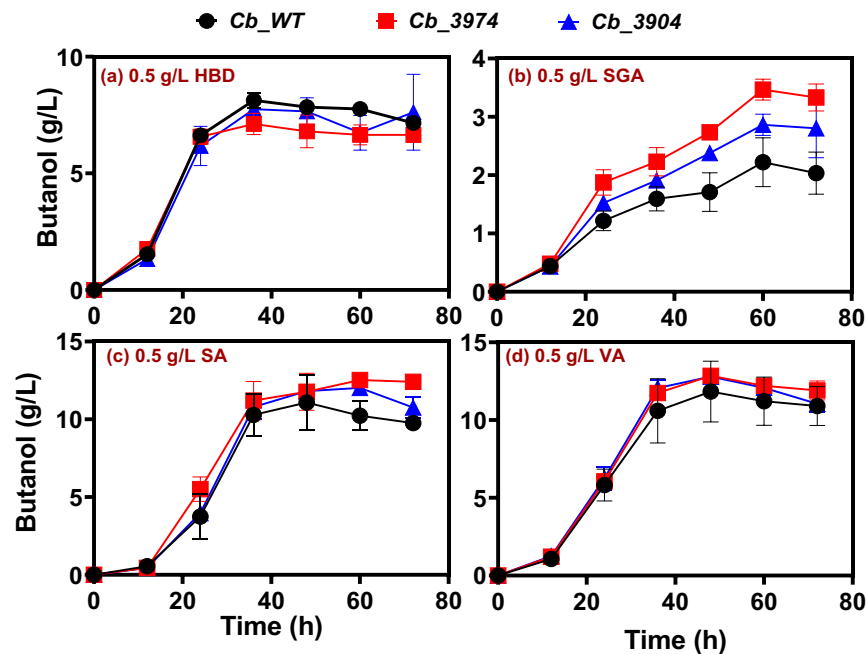 Cb_WT Cb_3974 Cb_3904
(a) 0.5 g/L HBD
Butanol (g/L)
10
5
0
0 20 40 60 80
(b) 0.5 g/L SGA
4
3
2
1
0
0 20 40 60 80
(c) 0.5 g/L SA
Butanol (g/L)
15
10
5
0
0 20 40 60 80
Time (h)
(d) 0.5 g/L VA
15
10
5
0
0 20 40 60 80
Time (h)